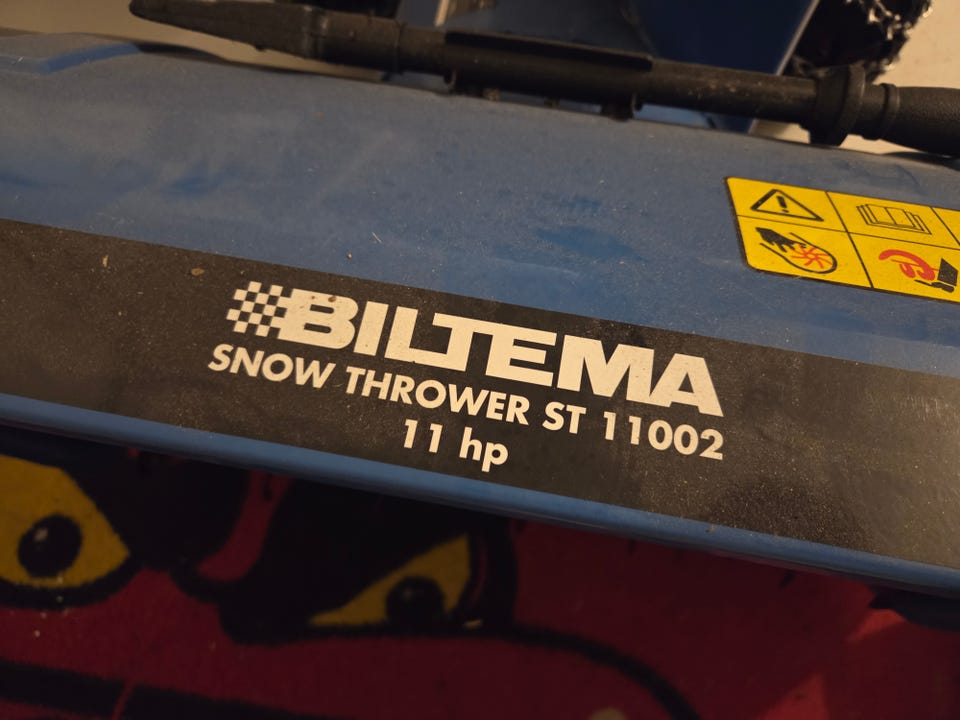 BILTEMA
SNOW THROWER ST 11002
11 hp